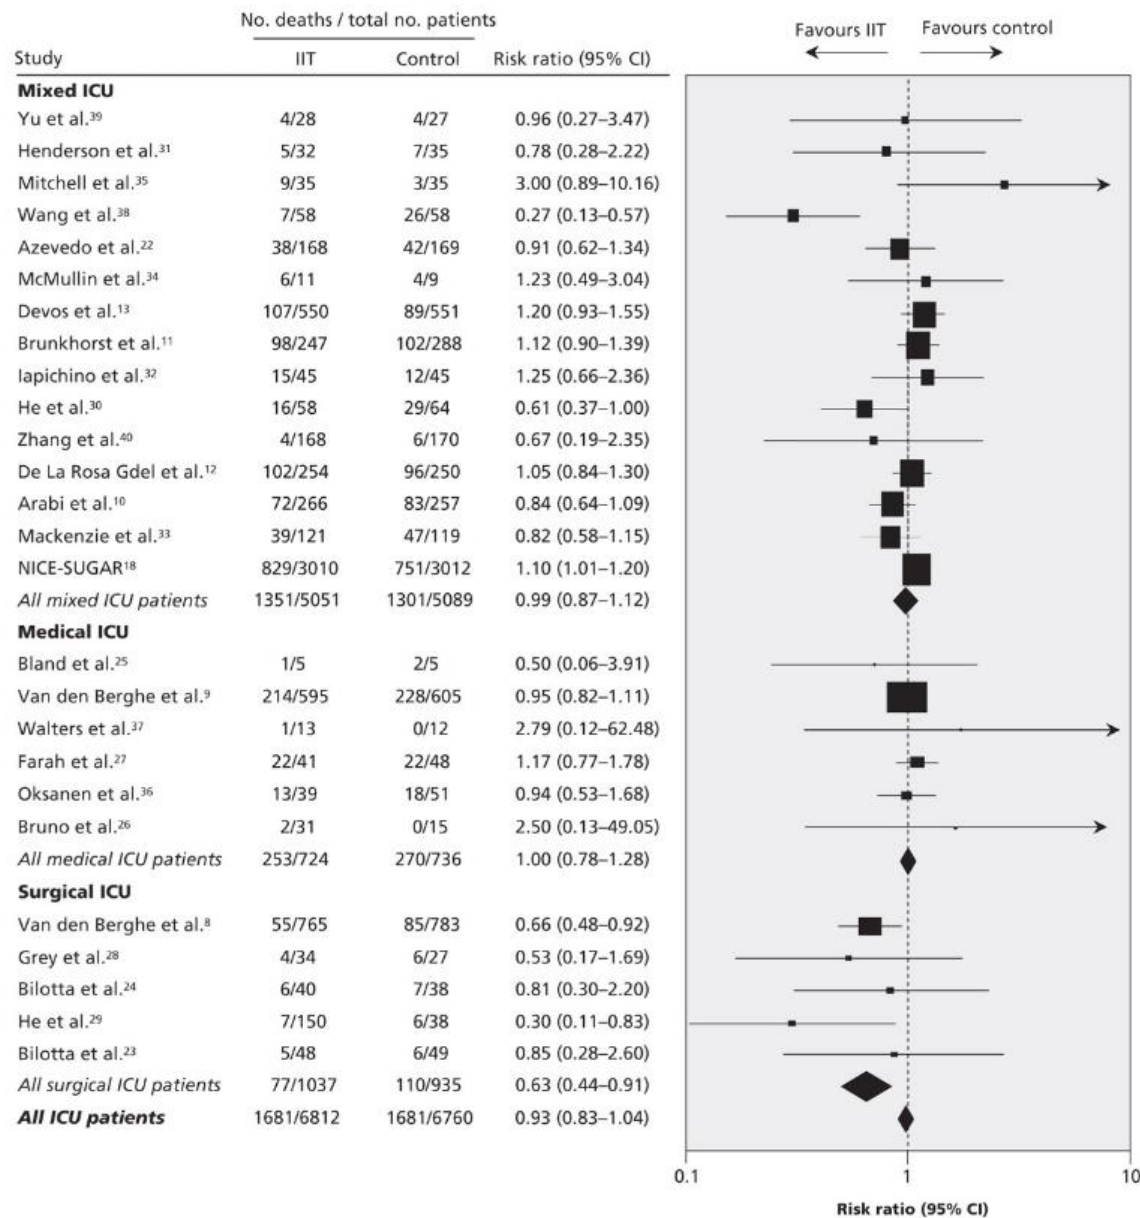 No. deaths / total no. patients
Favours IIT Favours control
Study IIT Control Risk ratio (95% CI)
Mixed ICU
Yu et al.³⁹ 4/28 4/27 0.96 (0.27–3.47)
Henderson et al.³¹ 5/32 7/35 0.78 (0.28–2.22)
Mitchell et al.³⁵ 9/35 3/35 3.00 (0.89–10.16)
Wang et al.³⁸ 7/58 26/58 0.27 (0.13–0.57)
Azevedo et al.²² 38/168 42/169 0.91 (0.62–1.34)
McMullin et al.³⁴ 6/11 4/9 1.23 (0.49–3.04)
Devos et al.¹³ 107/550 89/551 1.20 (0.93–1.55)
Brunkhorst et al.¹¹ 98/247 102/288 1.12 (0.90–1.39)
Iapichino et al.³² 15/45 12/45 1.25 (0.66–2.36)
He et al.³⁰ 16/58 29/64 0.61 (0.37–1.00)
Zhang et al.⁴⁰ 4/168 6/170 0.67 (0.19–2.35)
De La Rosa Gdel et al.¹² 102/254 96/250 1.05 (0.84–1.30)
Arabi et al.¹⁰ 72/266 83/257 0.84 (0.64–1.09)
Mackenzie et al.³³ 39/121 47/119 0.82 (0.58–1.15)
NICE-SUGAR¹⁸ 829/3010 751/3012 1.10 (1.01–1.20)
All mixed ICU patients 1351/5051 1301/5089 0.99 (0.87–1.12)
Medical ICU
Bland et al.²⁵ 1/5 2/5 0.50 (0.06–3.91)
Van den Berghe et al.⁹ 214/595 228/605 0.95 (0.82–1.11)
Walters et al.³⁷ 1/13 0/12 2.79 (0.12–62.48)
Farah et al.²⁷ 22/41 22/48 1.17 (0.77–1.78)
Oksanen et al.³⁶ 13/39 18/51 0.94 (0.53–1.68)
Bruno et al.²⁶ 2/31 0/15 2.50 (0.13–49.05)
All medical ICU patients 253/724 270/736 1.00 (0.78–1.28)
Surgical ICU
Van den Berghe et al.⁸ 55/765 85/783 0.66 (0.48–0.92)
Grey et al.²⁸ 4/34 6/27 0.53 (0.17–1.69)
Bilotta et al.²⁴ 6/40 7/38 0.81 (0.30–2.20)
He et al.²⁹ 7/150 6/38 0.30 (0.11–0.83)
Bilotta et al.²³ 5/48 6/49 0.85 (0.28–2.60)
All surgical ICU patients 77/1037 110/935 0.63 (0.44–0.91)
All ICU patients 1681/6812 1681/6760 0.93 (0.83–1.04)
0.1 1 10
Risk ratio (95% CI)